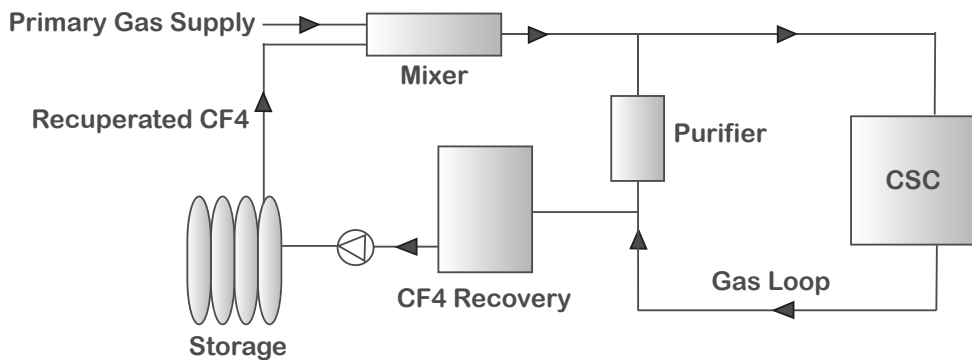 Primary Gas Supply
Mixer
Recuperated CF4
Purifier
CSC
CF4 Recovery
Gas Loop
Storage